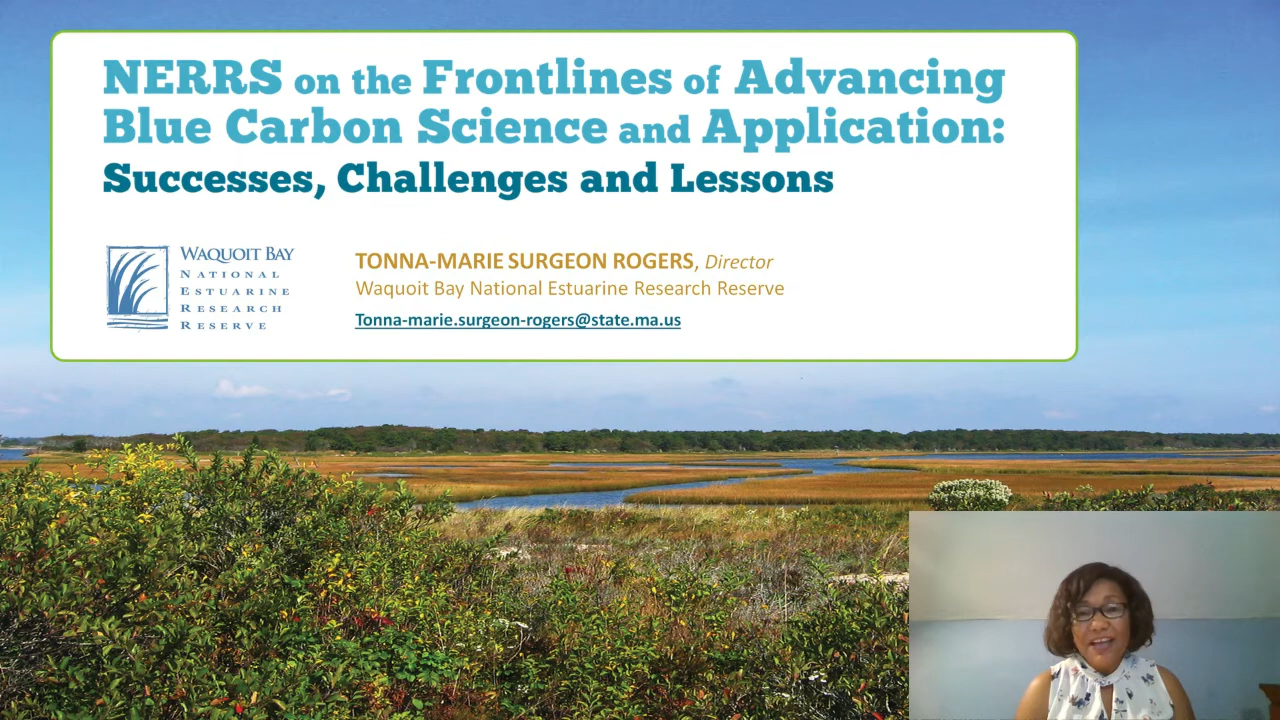 NERRS on the Frontlines of Advancing
Blue Carbon Science and Application:
Successes, Challenges and Lessons
WAQUOIT BAY
NATIONAL
ESTUARINE
RESEARCH
RESERVE
TONNA-MARIE SURGEON ROGERS, Director
Waquoit Bay National Estuarine Research Reserve
Tonna-marie.surgeon-rogers@state.ma.us